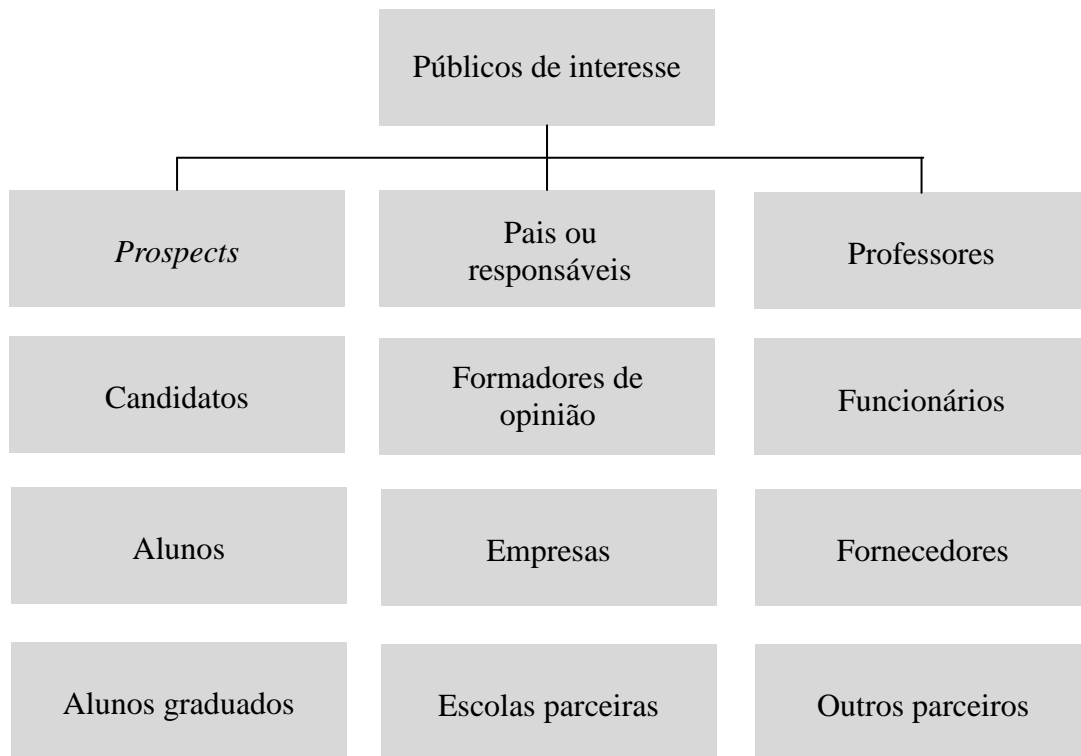 Públicos de interesse
Prospects
Pais ou
responsáveis
Professores
Candidatos
Formadores de
opinião
Funcionários
Alunos
Empresas
Fornecedores
Alunos graduados
Escolas parceiras
Outros parceiros